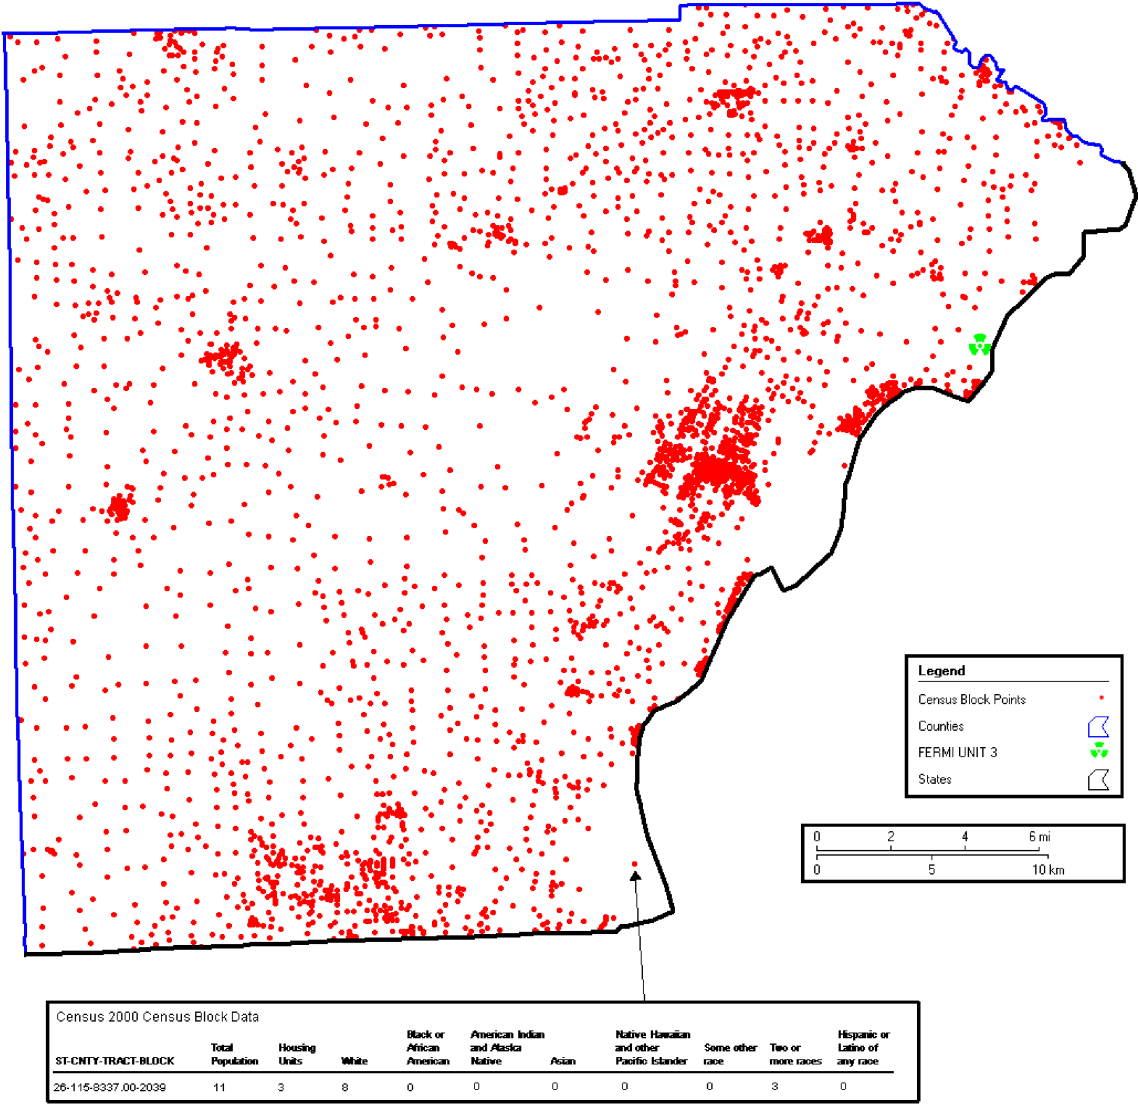 Legend
Census Block Points
Counties
FERMI UNIT 3
States
0 2 4 6 mi
0 5 10 km
Census 2000 Census Block Data
ST-CNTY-TRACT-BLOCK Total Population Housing Units White Black or African American American Indian and Alaska Native Asian Native Hawaiian and other Pacific Islander Some other race Two or more races Hispanic or Latino of any race
26-115-8337.00-2039 11 3 8 0 0 0 0 0 3 0